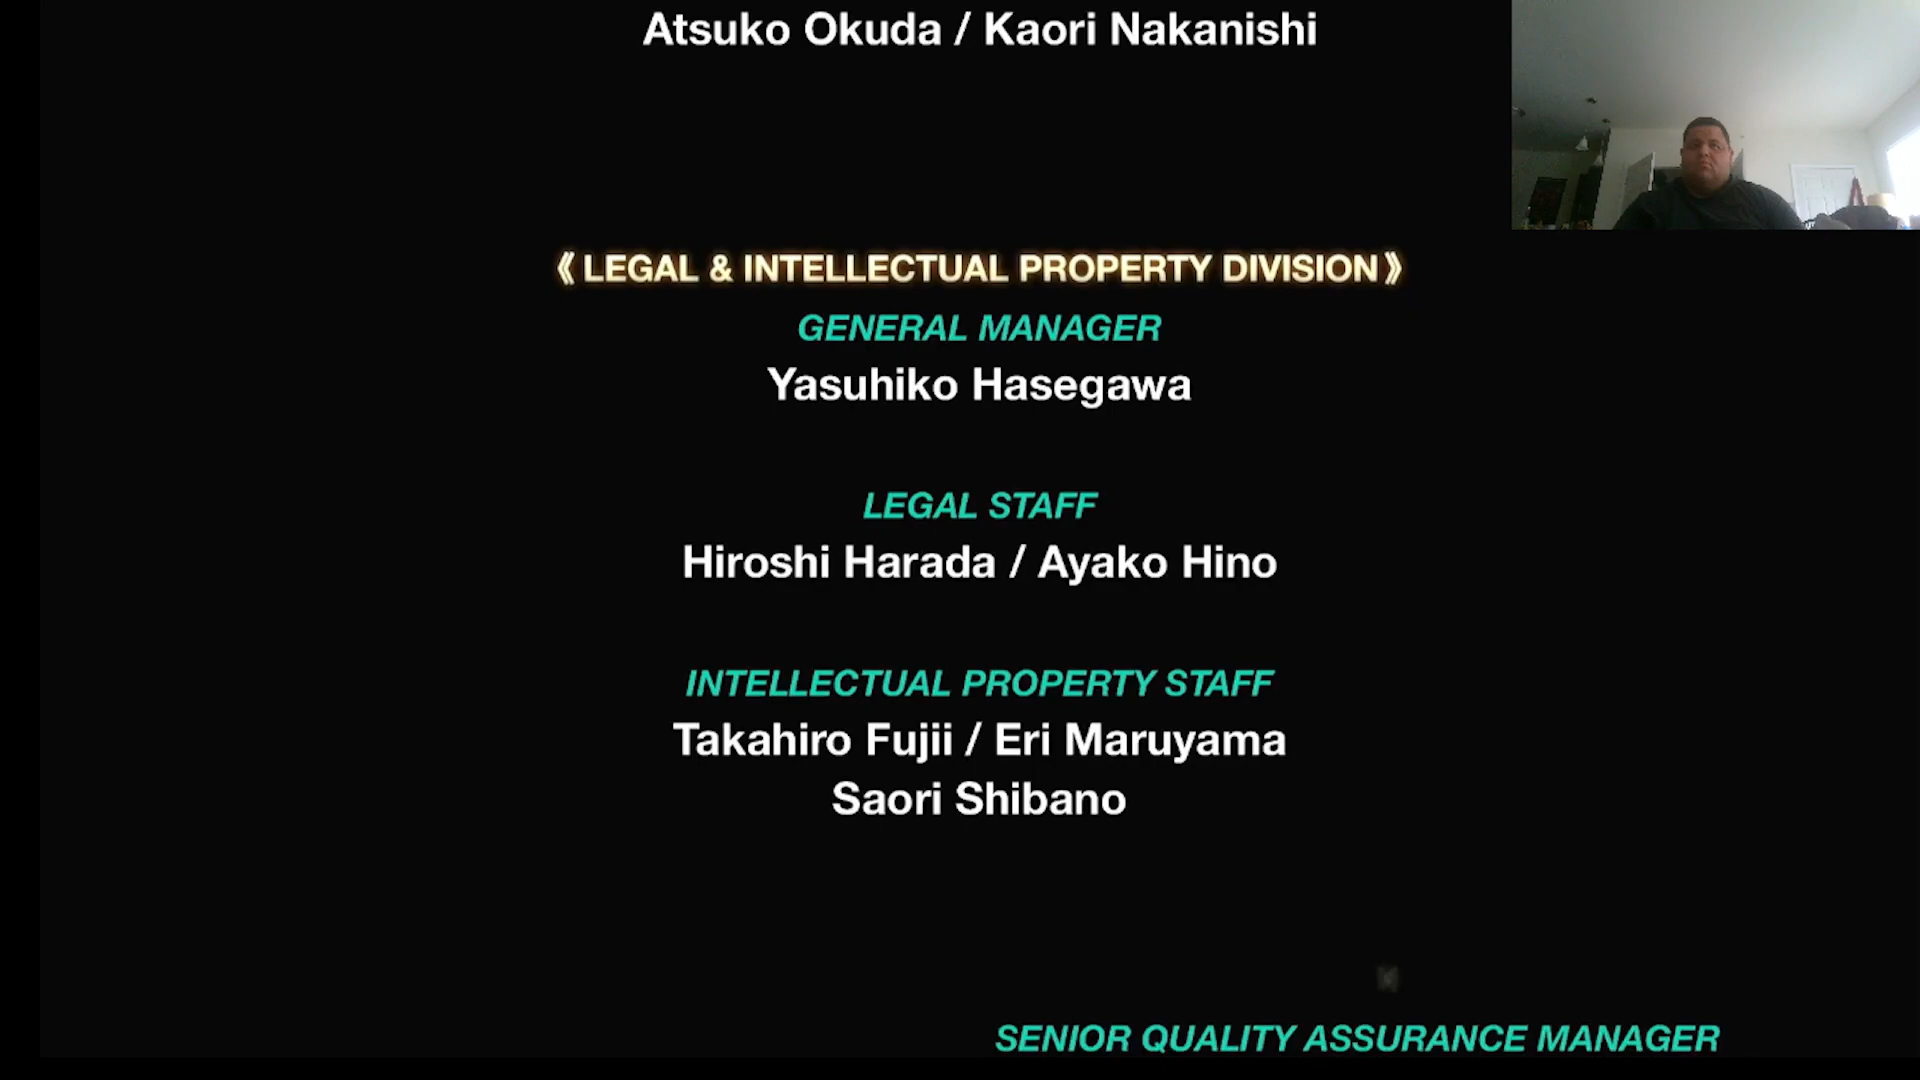 Atsuko Okuda / Kaori Nakanishi
《LEGAL & INTELLECTUAL PROPERTY DIVISION》
GENERAL MANAGER
Yasuhiko Hasegawa
LEGAL STAFF
Hiroshi Harada / Ayako Hino
INTELLECTUAL PROPERTY STAFF
Takahiro Fujii / Eri Maruyama
Saori Shibano
SENIOR QUALITY ASSURANCE MANAGER